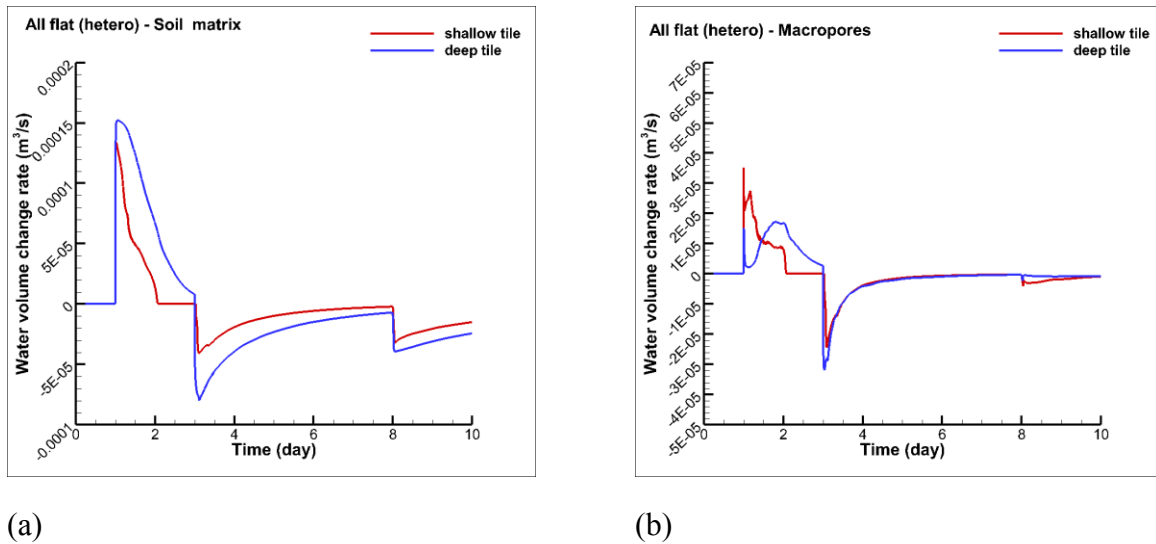 All flat (hetero) - Soil matrix
shallow tile
deep tile
Water volume change rate (m³/s)
0.0002
0.00015
0.0001
5E-05
0
-5E-05
-0.0001
0 2 4 6 8 10
Time (day)
(a)
All flat (hetero) - Macropores
shallow tile
deep tile
Water volume change rate (m³/s)
7E-05
6E-05
5E-05
4E-05
3E-05
2E-05
1E-05
0
-1E-05
-2E-05
-3E-05
-4E-05
-5E-05
0 2 4 6 8 10
Time (day)
(b)